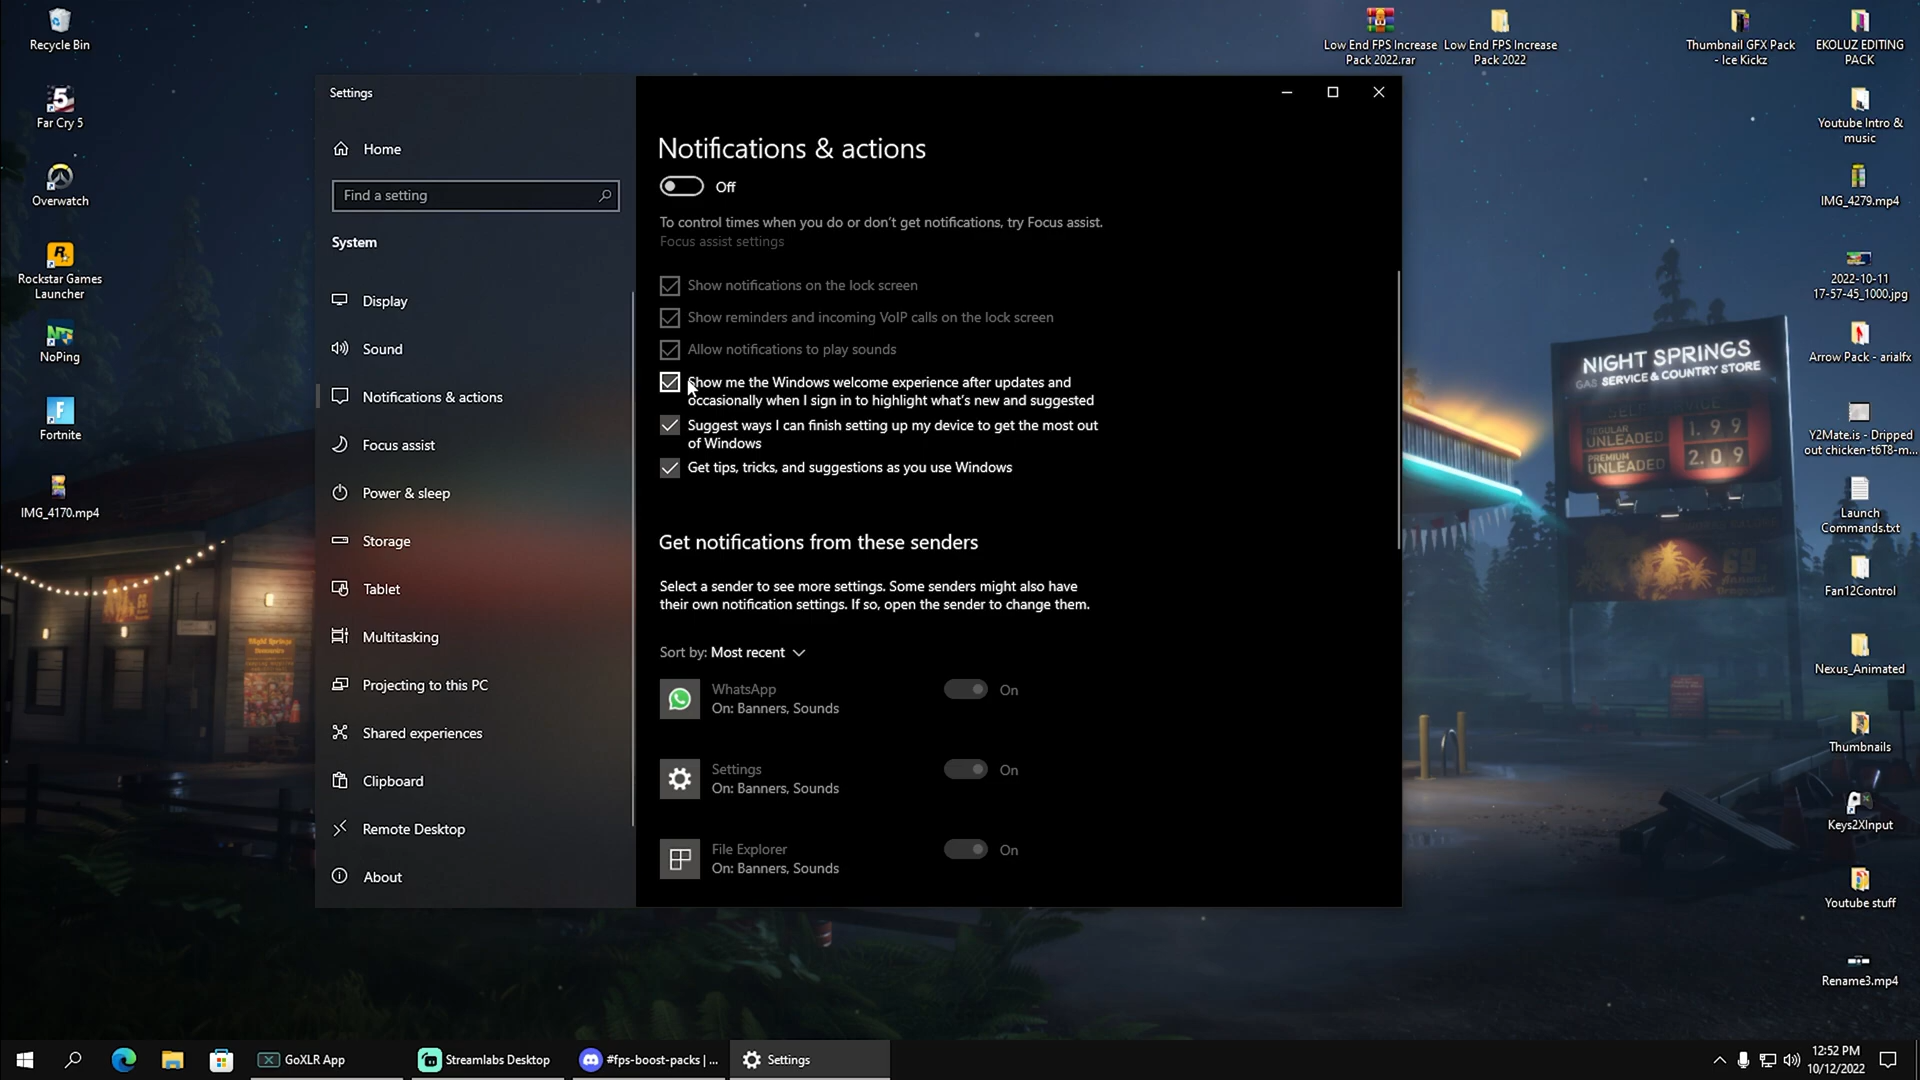 Recycle Bin
Far Cry 5
Overwatch
Rockstar Games
Launcher
NoPing
Fortnite
IMG_4170.mp4
Low End FPS Increase
Pack 2022.rar
Low End FPS Increase
Pack 2022
Thumbnail GFX Pack
- Ice Kickz
EKOLUZ EDITING
PACK
Youtube Intro &
music
IMG_4279.mp4
2022-10-11
17-57-45_1000.jpg
Arrow Pack - arialfx
Y2Mate.is - Dripped
out chicken-t6T8-m...
Launch
Commands.txt
Fan12Control
Nexus_Animated
Thumbnails
Keys2XInput
Youtube stuff
Rename3.mp4
NIGHT SPRINGS
GAS SERVICE & COUNTRY STORE
REGULAR
UNLEADED
1.99
PREMIUM
UNLEADED
2.09
Settings
Home
Find a setting
System
Display
Sound
Notifications & actions
Focus assist
Power & sleep
Storage
Tablet
Multitasking
Projecting to this PC
Shared experiences
Clipboard
Remote Desktop
About
Notifications & actions
Off
To control times when you do or don't get notifications, try Focus assist.
Focus assist settings
Show notifications on the lock screen
Show reminders and incoming VoIP calls on the lock screen
Allow notifications to play sounds
Show me the Windows welcome experience after updates and
occasionally when I sign in to highlight what's new and suggested
Suggest ways I can finish setting up my device to get the most out
of Windows
Get tips, tricks, and suggestions as you use Windows
Get notifications from these senders
Select a sender to see more settings. Some senders might also have
their own notification settings. If so, open the sender to change them.
Sort by: Most recent
WhatsApp
On: Banners, Sounds
On
Settings
On: Banners, Sounds
On
File Explorer
On: Banners, Sounds
On
GoXLR App
Streamlabs Desktop
#fps-boost-packs | ...
Settings
12:52 PM
10/12/2022